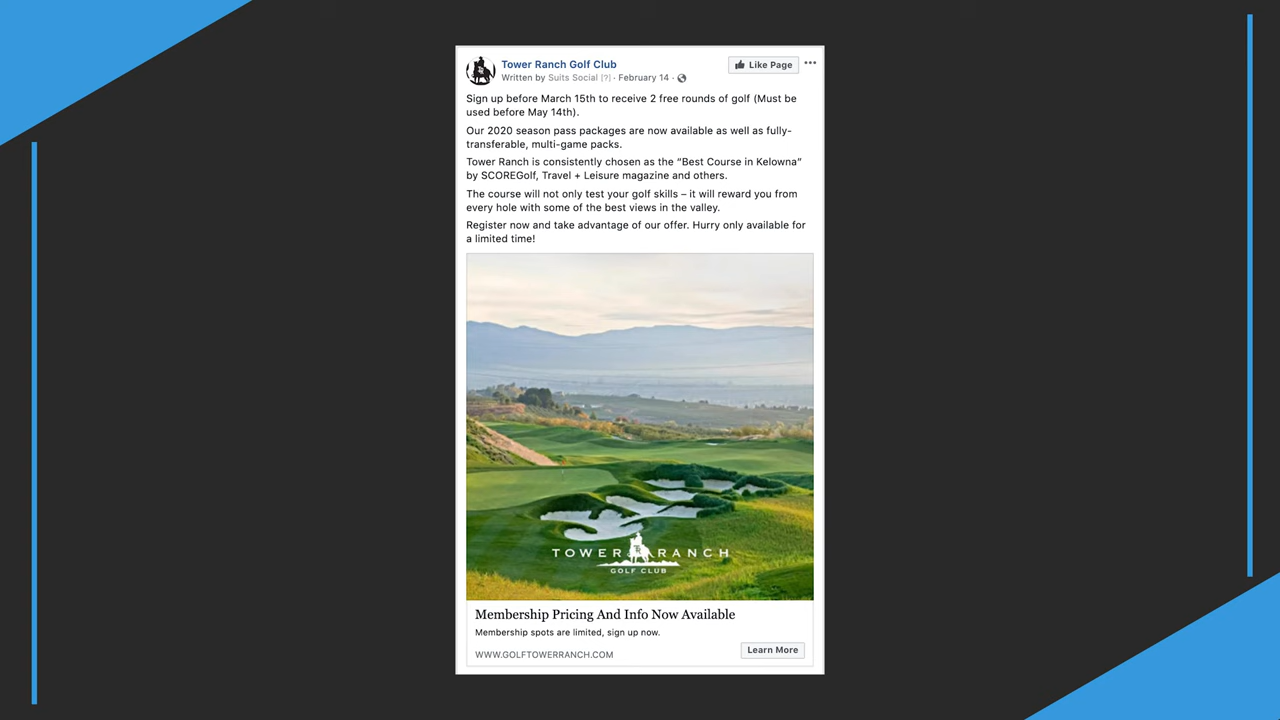 Tower Ranch Golf Club
Like Page
Written by Suits Social [?] · February 14 ·
Sign up before March 15th to receive 2 free rounds of golf (Must be
used before May 14th).
Our 2020 season pass packages are now available as well as fully-
transferable, multi-game packs.
Tower Ranch is consistently chosen as the “Best Course in Kelowna”
by SCOREGolf, Travel + Leisure magazine and others.
The course will not only test your golf skills – it will reward you from
every hole with some of the best views in the valley.
Register now and take advantage of our offer. Hurry only available for
a limited time!
TOWER RANCH
GOLF CLUB
Membership Pricing And Info Now Available
Membership spots are limited, sign up now.
WWW.GOLFTOWERRANCH.COM
Learn More